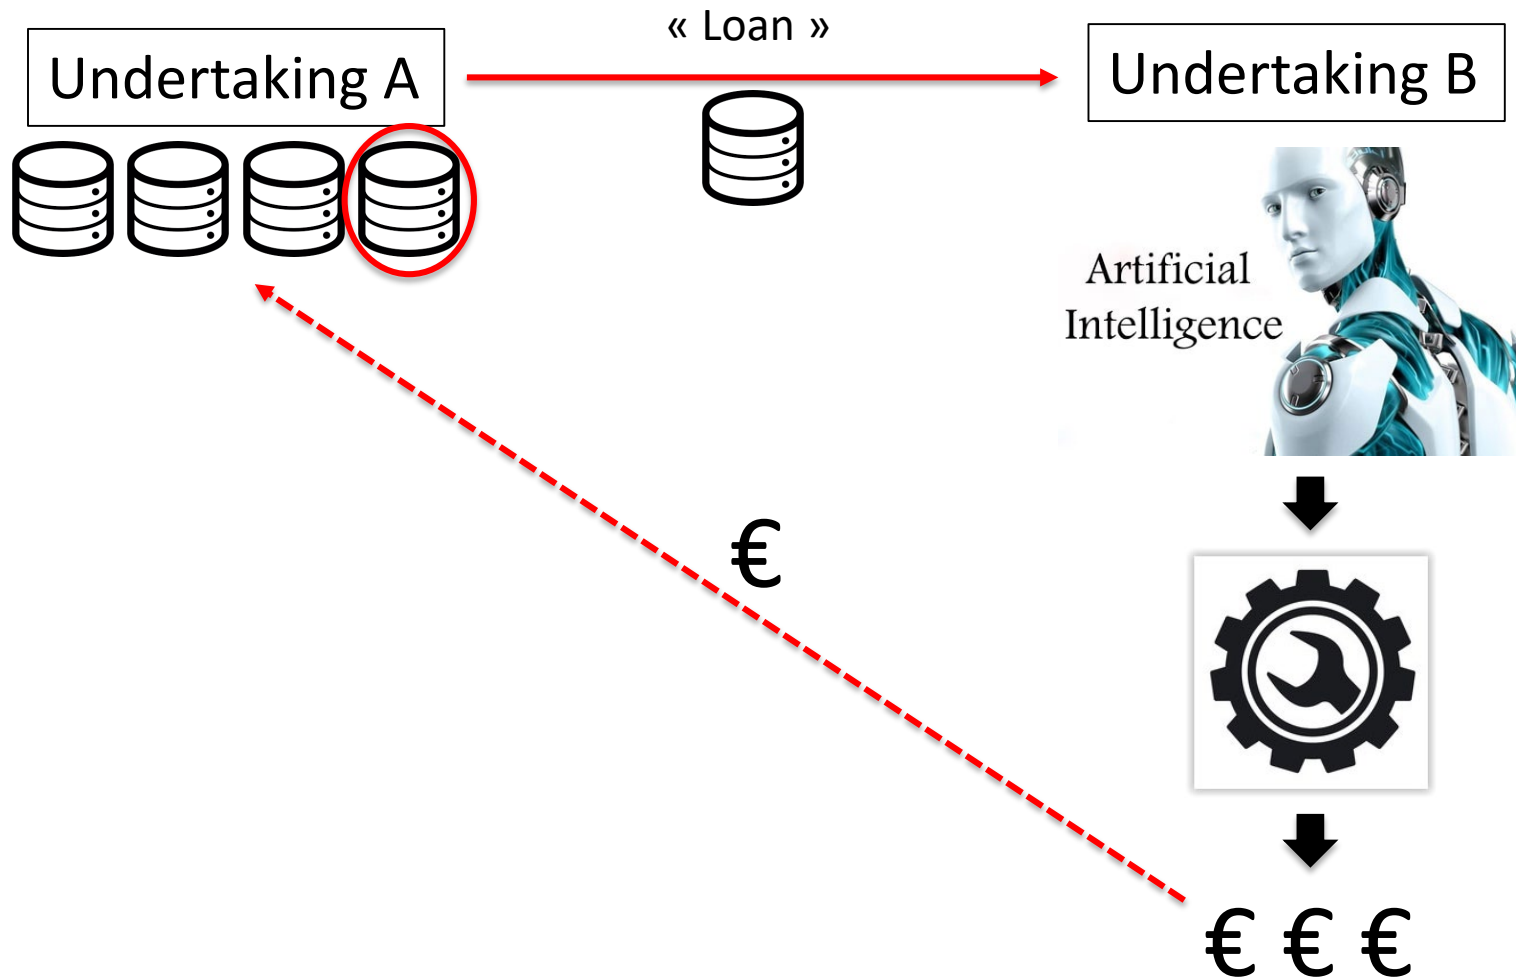 « Loan »
Undertaking A
Undertaking B
Artificial
Intelligence
€
€ € €